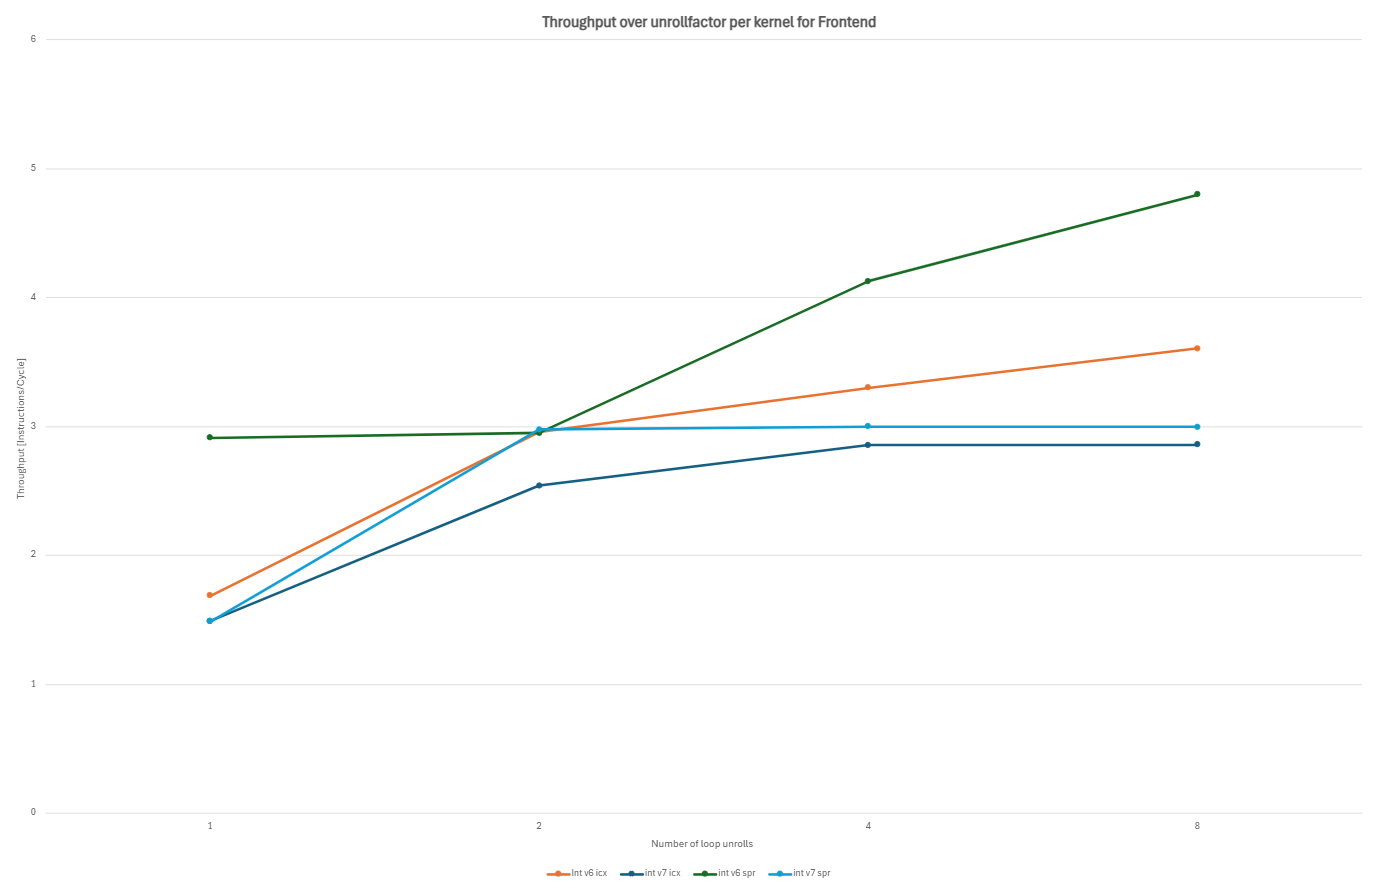 Throughput over unrollfactor per kernel for Frontend
6
5
4
3
2
1
0
Throughput [Instructions/Cycle]
1 2 4 8
Number of loop unrolls
Int v6 icx int v7 icx int v6 spr int v7 spr